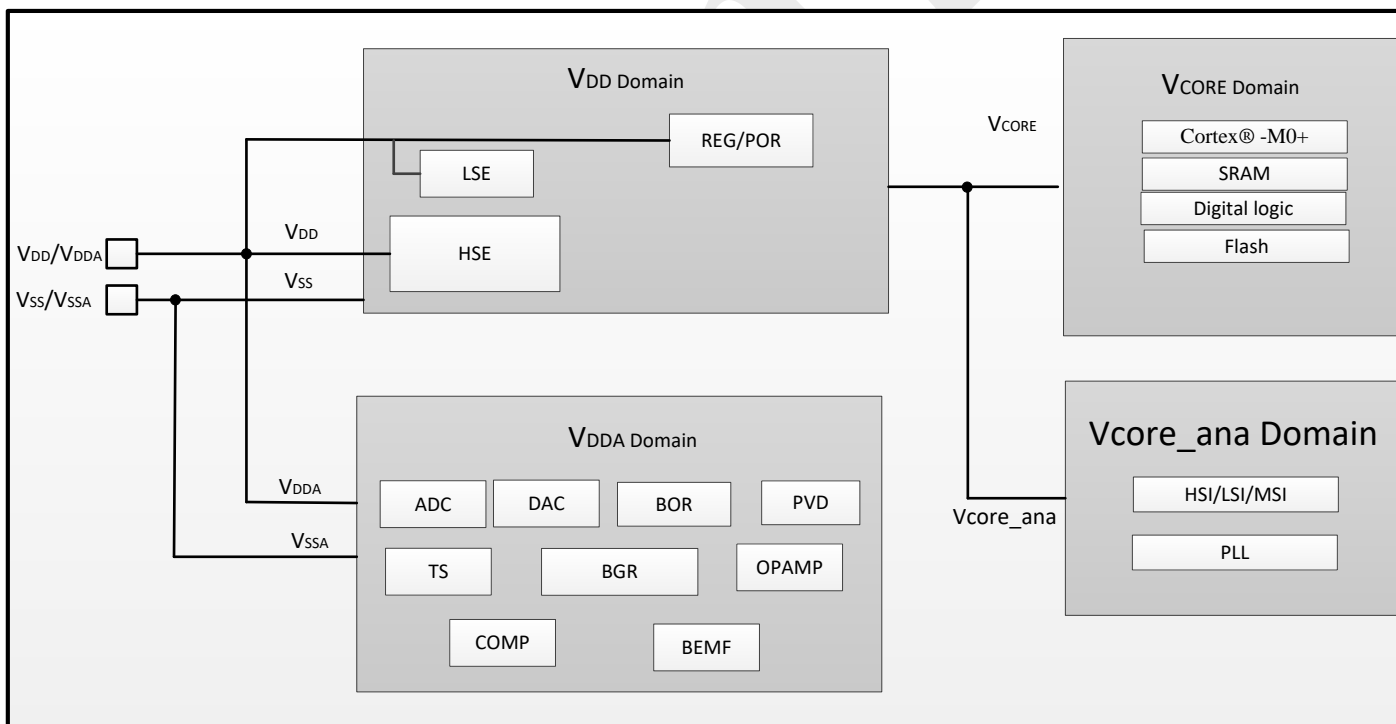 VDD Domain
REG/POR
LSE
HSE
VDD/VDDA
VDD
VSS/VSSA
VSS
VDDA Domain
VDDA
VSSA
ADC
DAC
BOR
PVD
TS
BGR
OPAMP
COMP
BEMF
VCORE
VCORE Domain
Cortex® -M0+
SRAM
Digital logic
Flash
Vcore_ana
Vcore_ana Domain
HSI/LSI/MSI
PLL